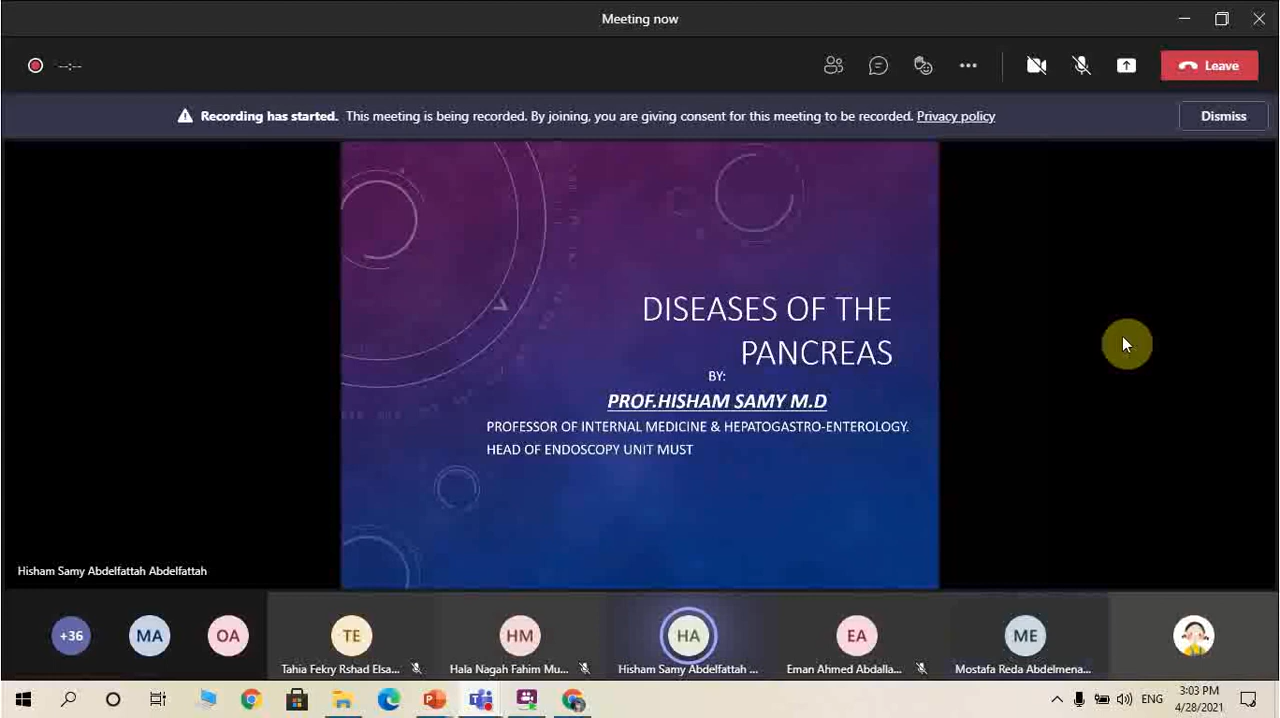 Meeting now
--:--
Leave
Recording has started. This meeting is being recorded. By joining, you are giving consent for this meeting to be recorded. Privacy policy
Dismiss
DISEASES OF THE
PANCREAS
BY:
PROF.HISHAM SAMY M.D
PROFESSOR OF INTERNAL MEDICINE & HEPATOGASTRO-ENTEROLOGY.
HEAD OF ENDOSCOPY UNIT MUST
Hisham Samy Abdelfattah Abdelfattah
+36
MA
OA
TE
HM
HA
EA
ME
Tahia Fekry Rshad Elsa...
Hala Nagah Fahim Mu...
Hisham Samy Abdelfattah ...
Eman Ahmed Abdalla...
Mostafa Reda Abdelmena...
ENG
3:03 PM
4/28/2021